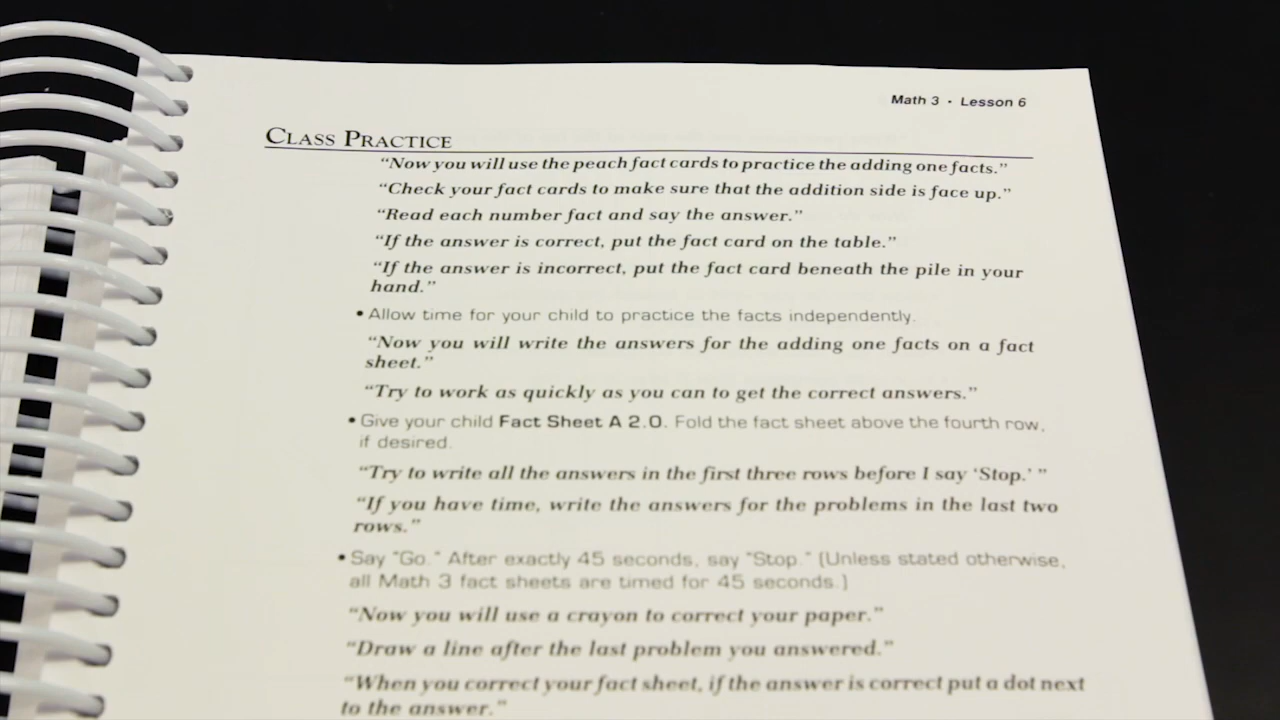 Math 3 · Lesson 6
CLASS PRACTICE
“Now you will use the peach fact cards to practice the adding one facts.”
“Check your fact cards to make sure that the addition side is face up.”
“Read each number fact and say the answer.”
“If the answer is correct, put the fact card on the table.”
“If the answer is incorrect, put the fact card beneath the pile in your
hand.”
• Allow time for your child to practice the facts independently.
“Now you will write the answers for the adding one facts on a fact
sheet.”
“Try to work as quickly as you can to get the correct answers.”
• Give your child Fact Sheet A 2.0. Fold the fact sheet above the fourth row,
if desired.
“Try to write all the answers in the first three rows before I say ‘Stop.’ ”
“If you have time, write the answers for the problems in the last two
rows.”
• Say “Go.” After exactly 45 seconds, say “Stop.” (Unless stated otherwise,
all Math 3 fact sheets are timed for 45 seconds.)
“Now you will use a crayon to correct your paper.”
“Draw a line after the last problem you answered.”
“When you correct your fact sheet, if the answer is correct put a dot next
to the answer.”